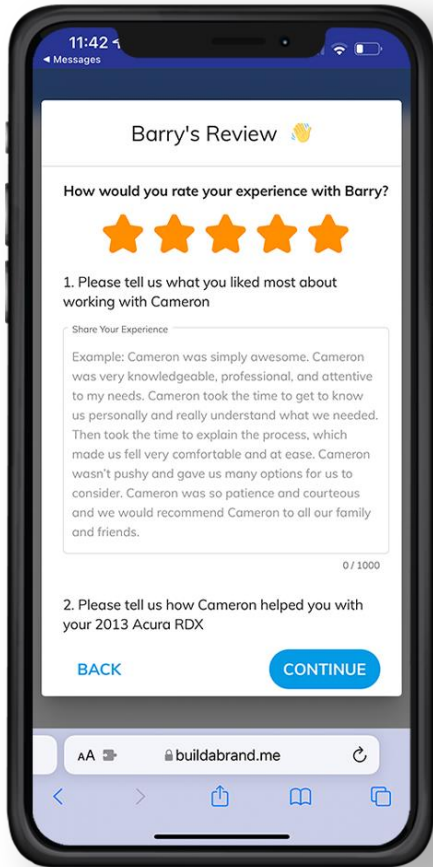 11:42
◀ Messages
Barry's Review 👋
How would you rate your experience with Barry?
1. Please tell us what you liked most about
working with Cameron
Share Your Experience
Example: Cameron was simply awesome. Cameron
was very knowledgeable, professional, and attentive
to my needs. Cameron took the time to get to know
us personally and really understand what we needed.
Then took the time to explain the process, which
made us fell very comfortable and at ease. Cameron
wasn't pushy and gave us many options for us to
consider. Cameron was so patience and courteous
and we would recommend Cameron to all our family
and friends.
0 / 1000
2. Please tell us how Cameron helped you with
your 2013 Acura RDX
BACK CONTINUE
AA buildabrand.me